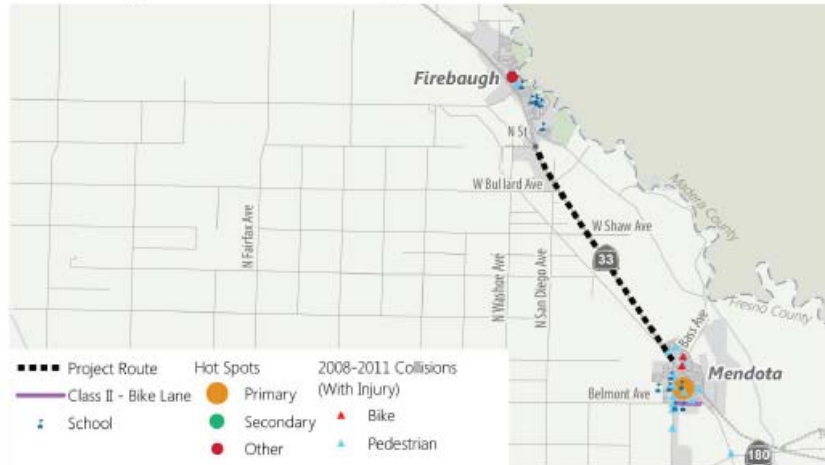 Firebaugh
N St
W Bullard Ave
N Fairfax Ave
W Shaw Ave
Madera County
33
N Washoe Ave
N San Diego Ave
Fresno County
Bass Ave
Mendota
Belmont Ave
180
Project Route
Class II - Bike Lane
School
Hot Spots
Primary
Secondary
Other
2008-2011 Collisions
(With Injury)
Bike
Pedestrian